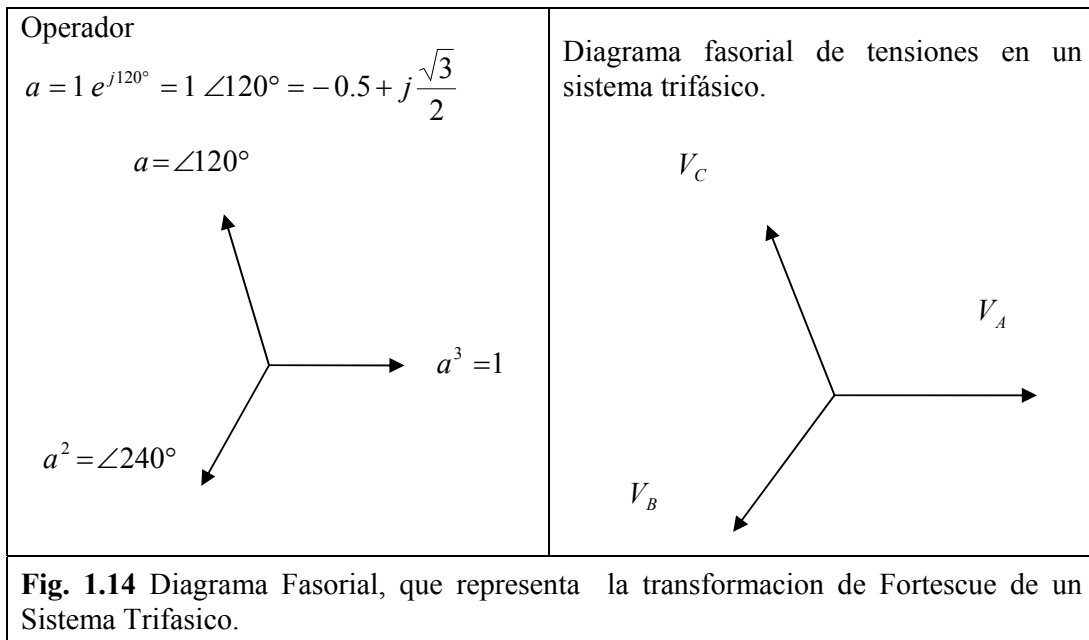 Operador
a = 1 e^{j120°} = 1 ∠120° = − 0.5 + j √3/2
a = ∠120°
a³ = 1
a² = ∠240°
Diagrama fasorial de tensiones en un
sistema trifásico.
V_C
V_A
V_B
Fig. 1.14 Diagrama Fasorial, que representa la transformacion de Fortescue de un
Sistema Trifasico.